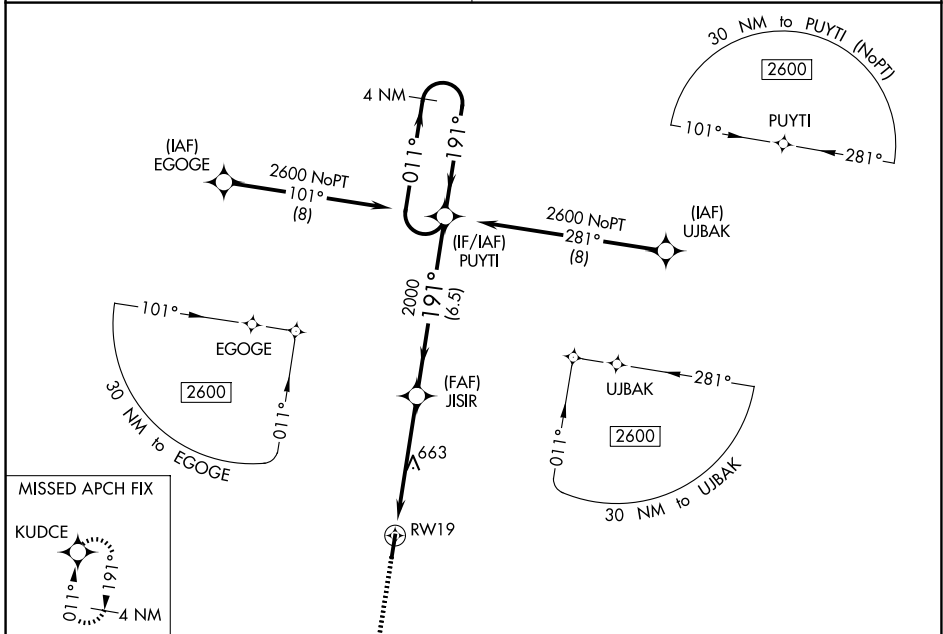 30 NM to PUYTI (NoPT)
2600
PUYTI
101°
281°
4 NM
011°
191°
(IAF)
EGOGE
2600 NoPT
101°
(8)
(IF/IAF)
PUYTI
2600 NoPT
281°
(8)
(IAF)
UJBAK
2000
191°
(6.5)
101°
EGOGE
2600
011°
30 NM to EGOGE
(FAF)
JISIR
663
RW19
UJBAK
281°
2600
011°
30 NM to UJBAK
MISSED APCH FIX
KUDCE
011°
191°
4 NM